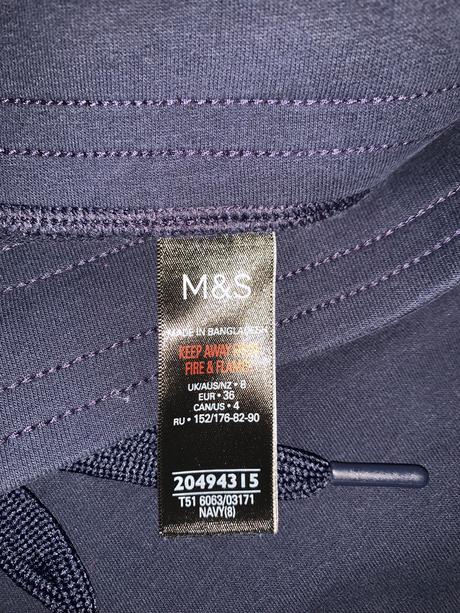 M&S
MADE IN BANGLADESH
KEEP AWAY FROM
FIRE & FLAMES
UK/AUS/NZ • 8
EUR • 36
CAN/US • 4
RU • 152/176-82-90
20494315
T51 6063/03171
NAVY(8)